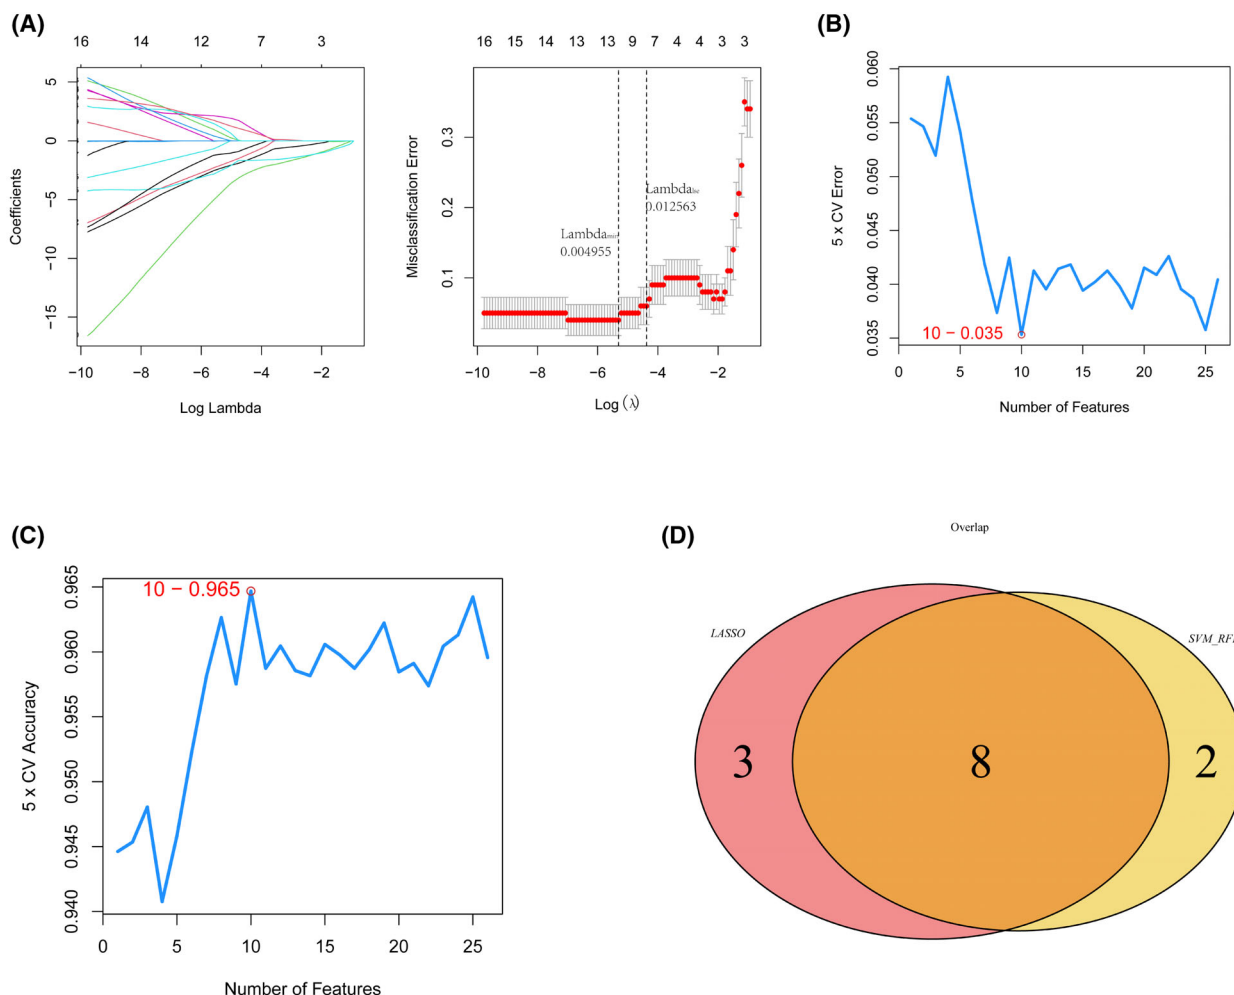 (A)
16 14 12 7 3
5
0
−5
−10
−15
Coefficients
−10 −8 −6 −4 −2
Log Lambda
16 15 14 13 13 9 7 4 4 3 3
0.3
0.2
0.1
Misclassification Error
Lambda
0.004955
Lambda
0.012563
−10 −8 −6 −4 −2
Log (λ)
(B)
0.060
0.055
0.050
0.045
0.040
0.035
5 x CV Error
10 − 0.035
0 5 10 15 20 25
Number of Features
(C)
0.965
0.960
0.955
0.950
0.945
0.940
5 x CV Accuracy
10 − 0.965
0 5 10 15 20 25
Number of Features
(D)
Overlap
LASSO
SVM_RF
3
8
2